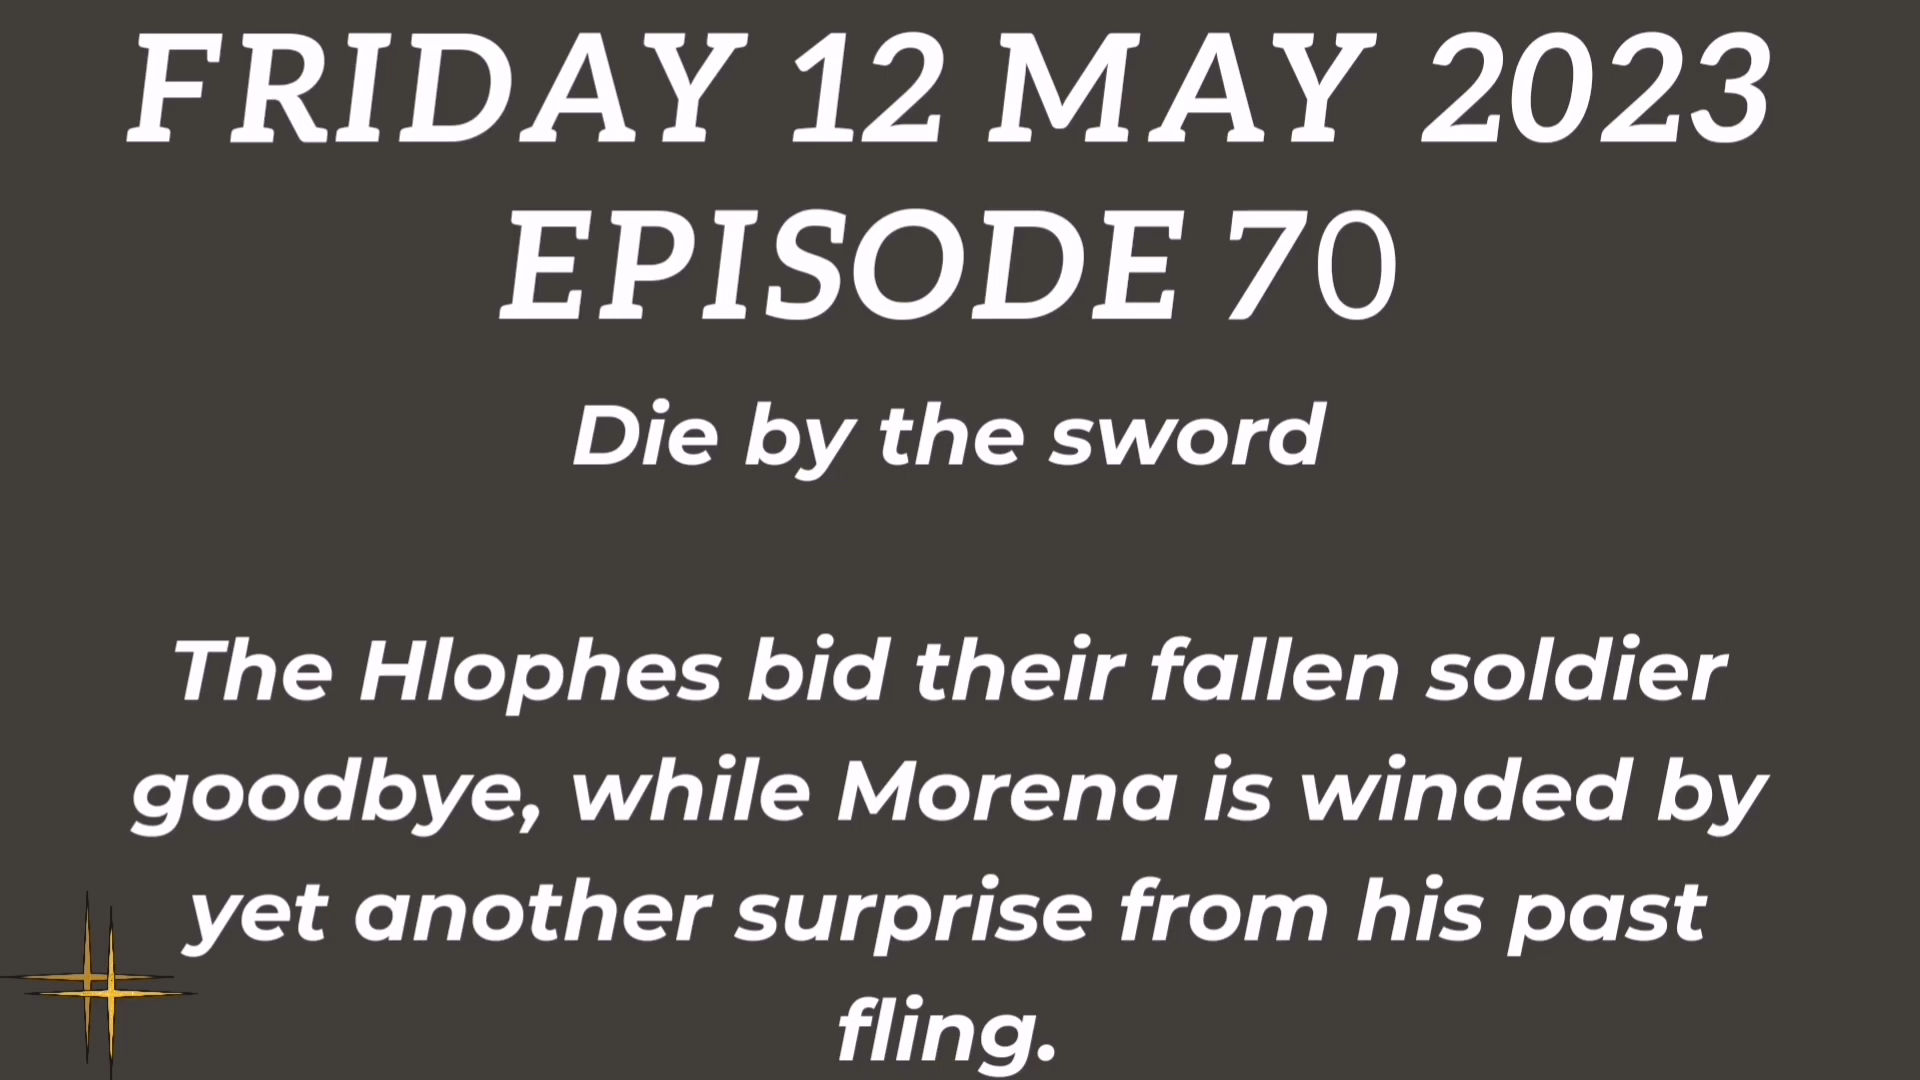 FRIDAY 12 MAY 2023
EPISODE 70
Die by the sword
The Hlophes bid their fallen soldier
goodbye, while Morena is winded by
yet another surprise from his past
fling.